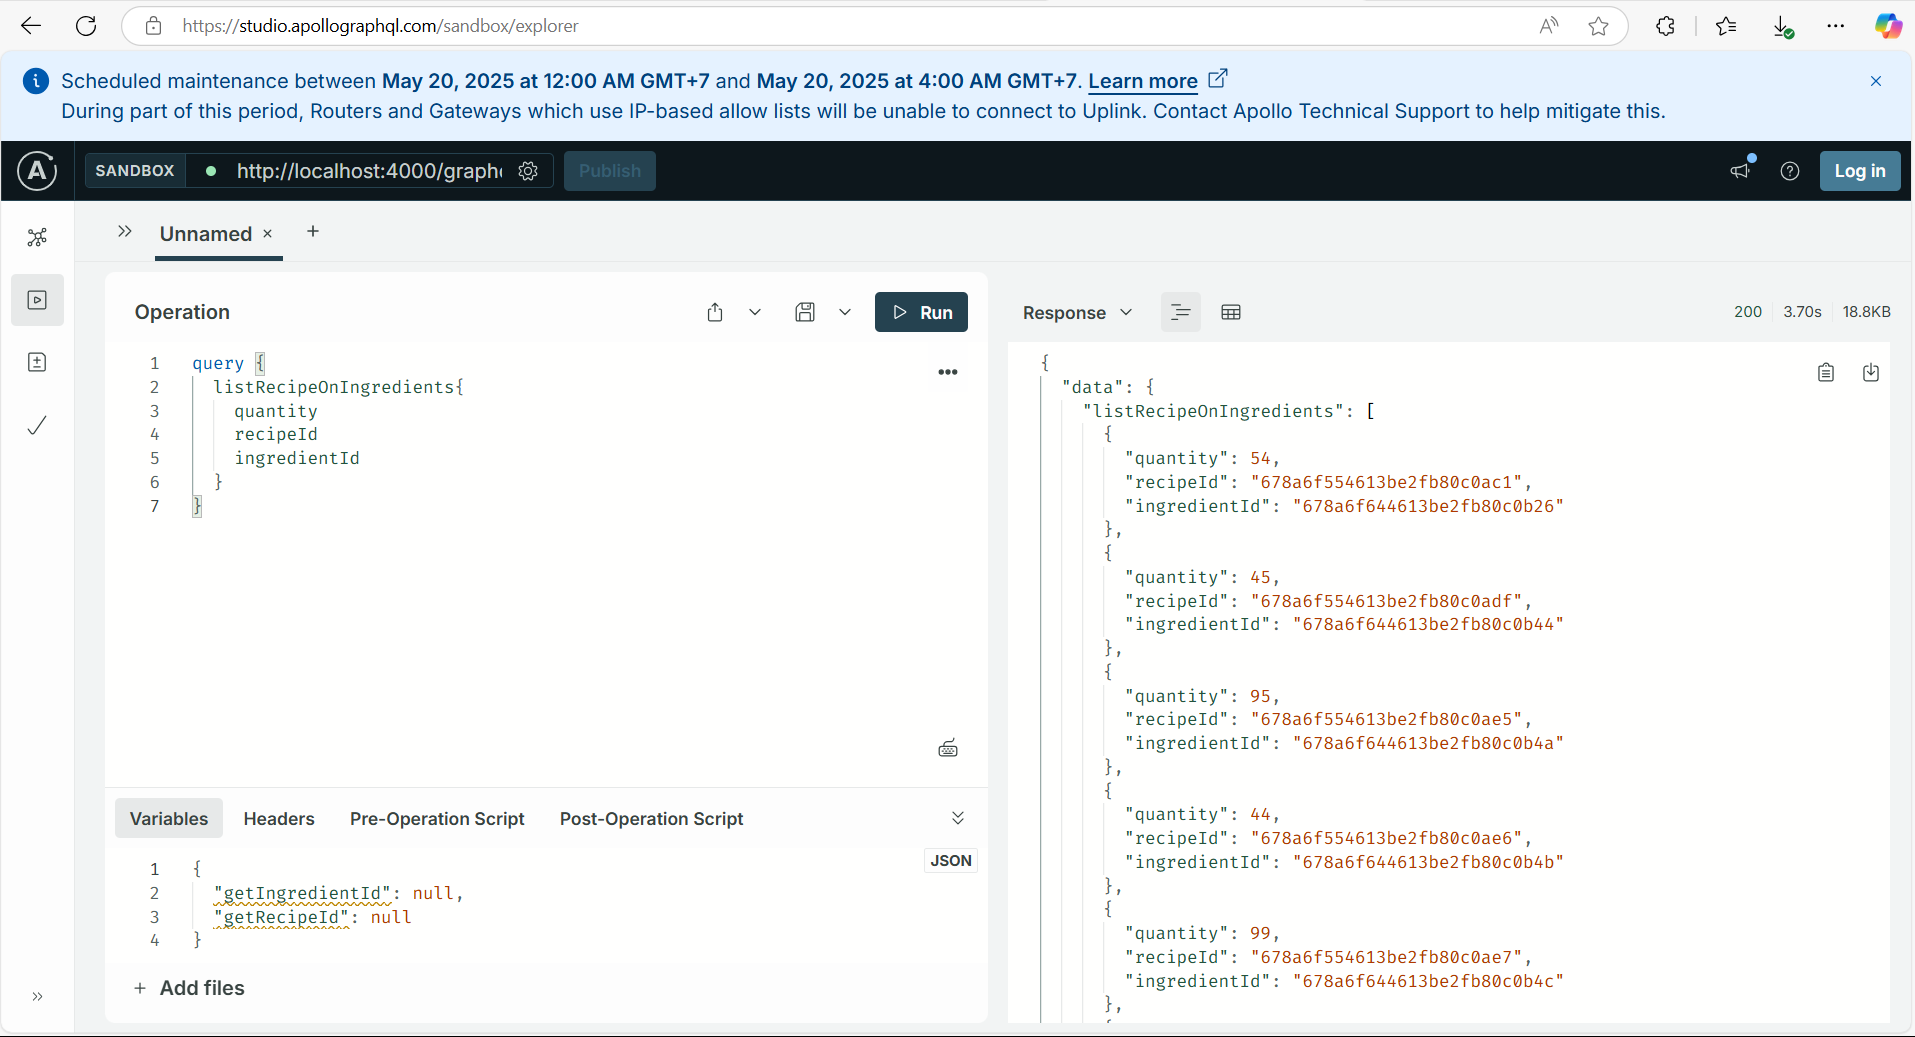 https://studio.apollographql.com/sandbox/explorer
Scheduled maintenance between May 20, 2025 at 12:00 AM GMT+7 and May 20, 2025 at 4:00 AM GMT+7. Learn more
During part of this period, Routers and Gateways which use IP-based allow lists will be unable to connect to Uplink. Contact Apollo Technical Support to help mitigate this.
SANDBOX http://localhost:4000/graph Publish Log in
Unnamed
Operation
Run
1 query {
2 listRecipeOnIngredients{
3 quantity
4 recipeId
5 ingredientId
6 }
7 }
Variables Headers Pre-Operation Script Post-Operation Script
JSON
1 {
2 "getIngredientId": null,
3 "getRecipeId": null
4 }
+ Add files
Response 200 3.70s 18.8KB
{
"data": {
"listRecipeOnIngredients": [
{
"quantity": 54,
"recipeId": "678a6f554613be2fb80c0ac1",
"ingredientId": "678a6f644613be2fb80c0b26"
},
{
"quantity": 45,
"recipeId": "678a6f554613be2fb80c0adf",
"ingredientId": "678a6f644613be2fb80c0b44"
},
{
"quantity": 95,
"recipeId": "678a6f554613be2fb80c0ae5",
"ingredientId": "678a6f644613be2fb80c0b4a"
},
{
"quantity": 44,
"recipeId": "678a6f554613be2fb80c0ae6",
"ingredientId": "678a6f644613be2fb80c0b4b"
},
{
"quantity": 99,
"recipeId": "678a6f554613be2fb80c0ae7",
"ingredientId": "678a6f644613be2fb80c0b4c"
},